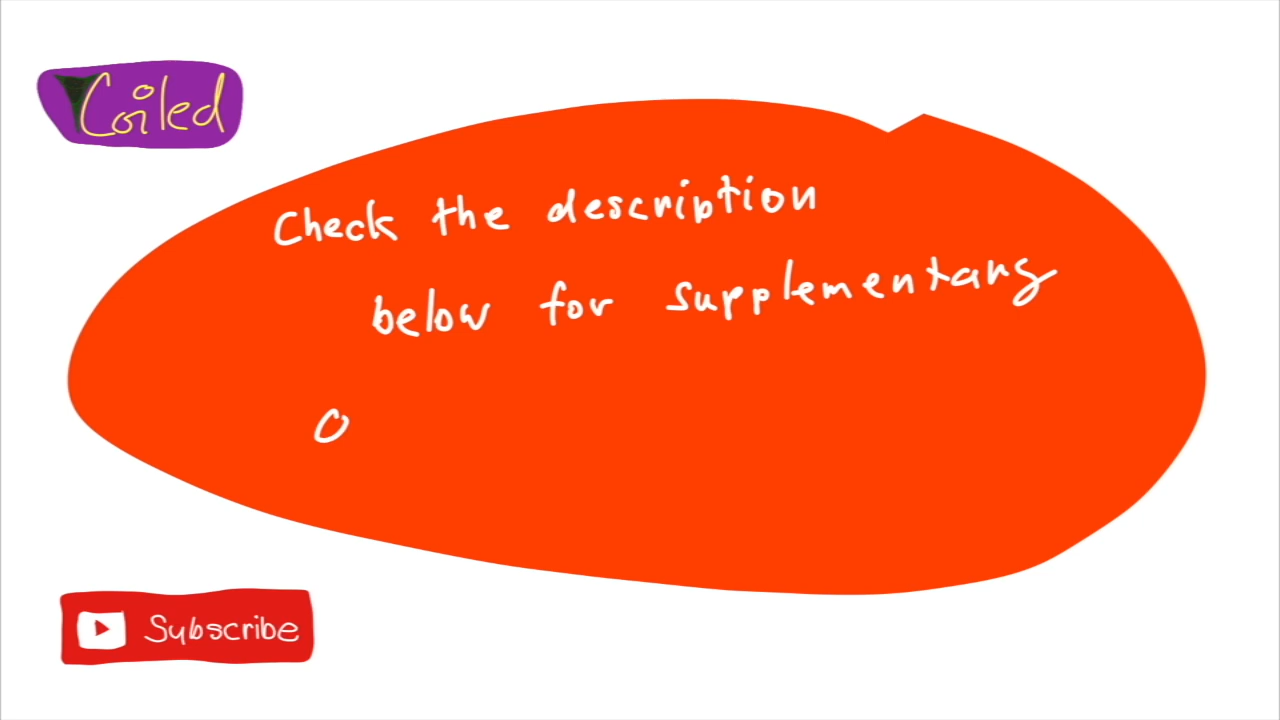 Coiled
Check the description
below for supplementary
o
Subscribe